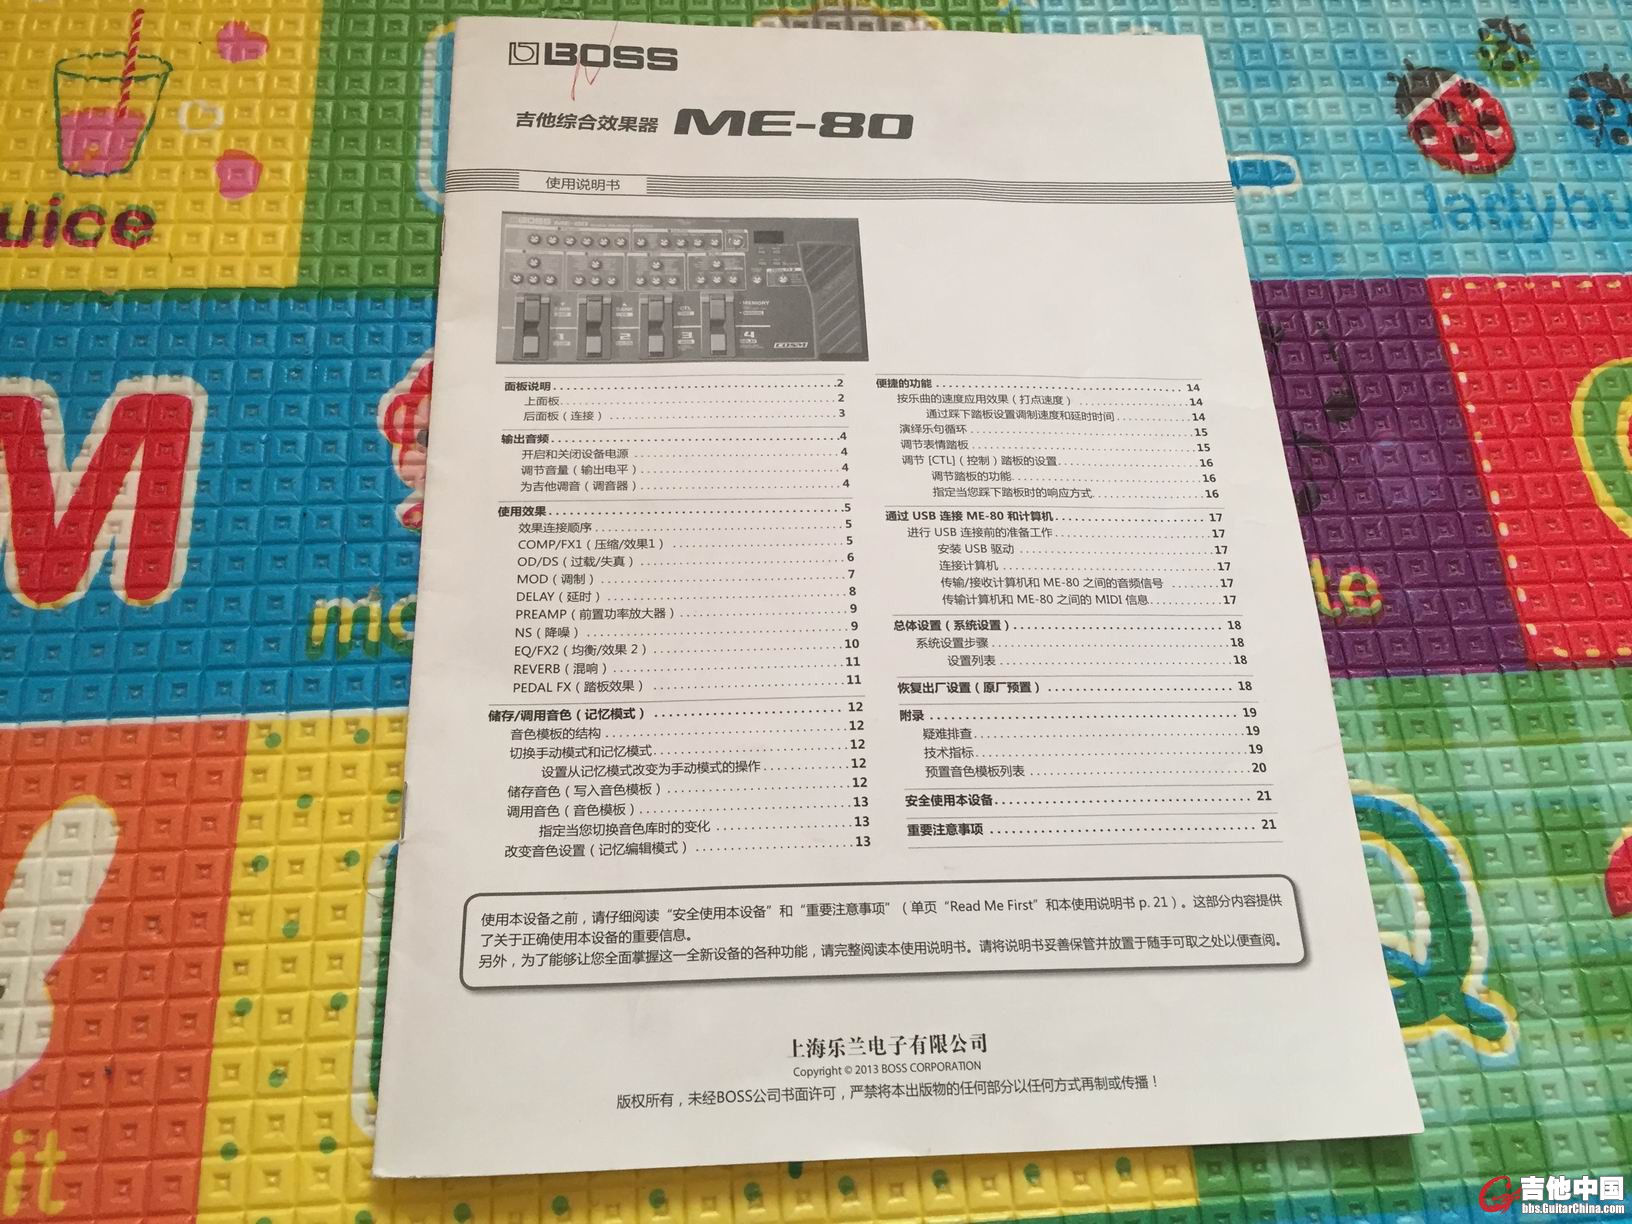 BOSS
吉他综合效果器 ME-80
使用说明书
BOSS ME-80
MEMORY
1 2 3 4
COSM
面板说明 2
上面板 2
后面板（连接） 3
输出音频 4
开启和关闭设备电源 4
调节音量（输出电平） 4
为吉他调音（调音器） 4
使用效果 5
效果连接顺序 5
COMP/FX1（压缩/效果1） 5
OD/DS（过载/失真） 6
MOD（调制） 7
DELAY（延时） 8
PREAMP（前置功率放大器） 9
NS（降噪） 9
EQ/FX2（均衡/效果 2） 10
REVERB（混响） 11
PEDAL FX（踏板效果） 11
储存/调用音色（记忆模式） 12
音色模板的结构 12
切换手动模式和记忆模式 12
设置从记忆模式改变为手动模式的操作 12
储存音色（写入音色模板） 12
调用音色（音色模板） 13
指定当您切换音色库时的变化 13
改变音色设置（记忆编辑模式） 13
便捷的功能 14
按乐曲的速度应用效果（打点速度） 14
通过踩下踏板设置调制速度和延时时间 14
演绎乐句循环 15
调节表情踏板 15
调节 [CTL]（控制）踏板的设置 16
调节踏板的功能 16
指定当您踩下踏板时的响应方式 16
通过 USB 连接 ME-80 和计算机 17
进行 USB 连接前的准备工作 17
安装 USB 驱动 17
连接计算机 17
传输/接收计算机和 ME-80 之间的音频信号 17
传输计算机和 ME-80 之间的 MIDI 信息 17
总体设置（系统设置） 18
系统设置步骤 18
设置列表 18
恢复出厂设置（原厂预置） 18
附录 19
疑难排查 19
技术指标 19
预置音色模板列表 20
安全使用本设备 21
重要注意事项 21
使用本设备之前，请仔细阅读“安全使用本设备”和“重要注意事项”（单页“Read Me First”和本使用说明书 p. 21）。这部分内容提供
了关于正确使用本设备的重要信息。
另外，为了能够让您全面掌握这一全新设备的各种功能，请完整阅读本使用说明书。请将说明书妥善保管并放置于随手可取之处以便查阅。
上海乐兰电子有限公司
Copyright © 2013 BOSS CORPORATION
版权所有，未经BOSS公司书面许可，严禁将本出版物的任何部分以任何方式再制或传播！
uice
ladybu
M
Q
it
吉他中国
bbs.GuitarChina.com